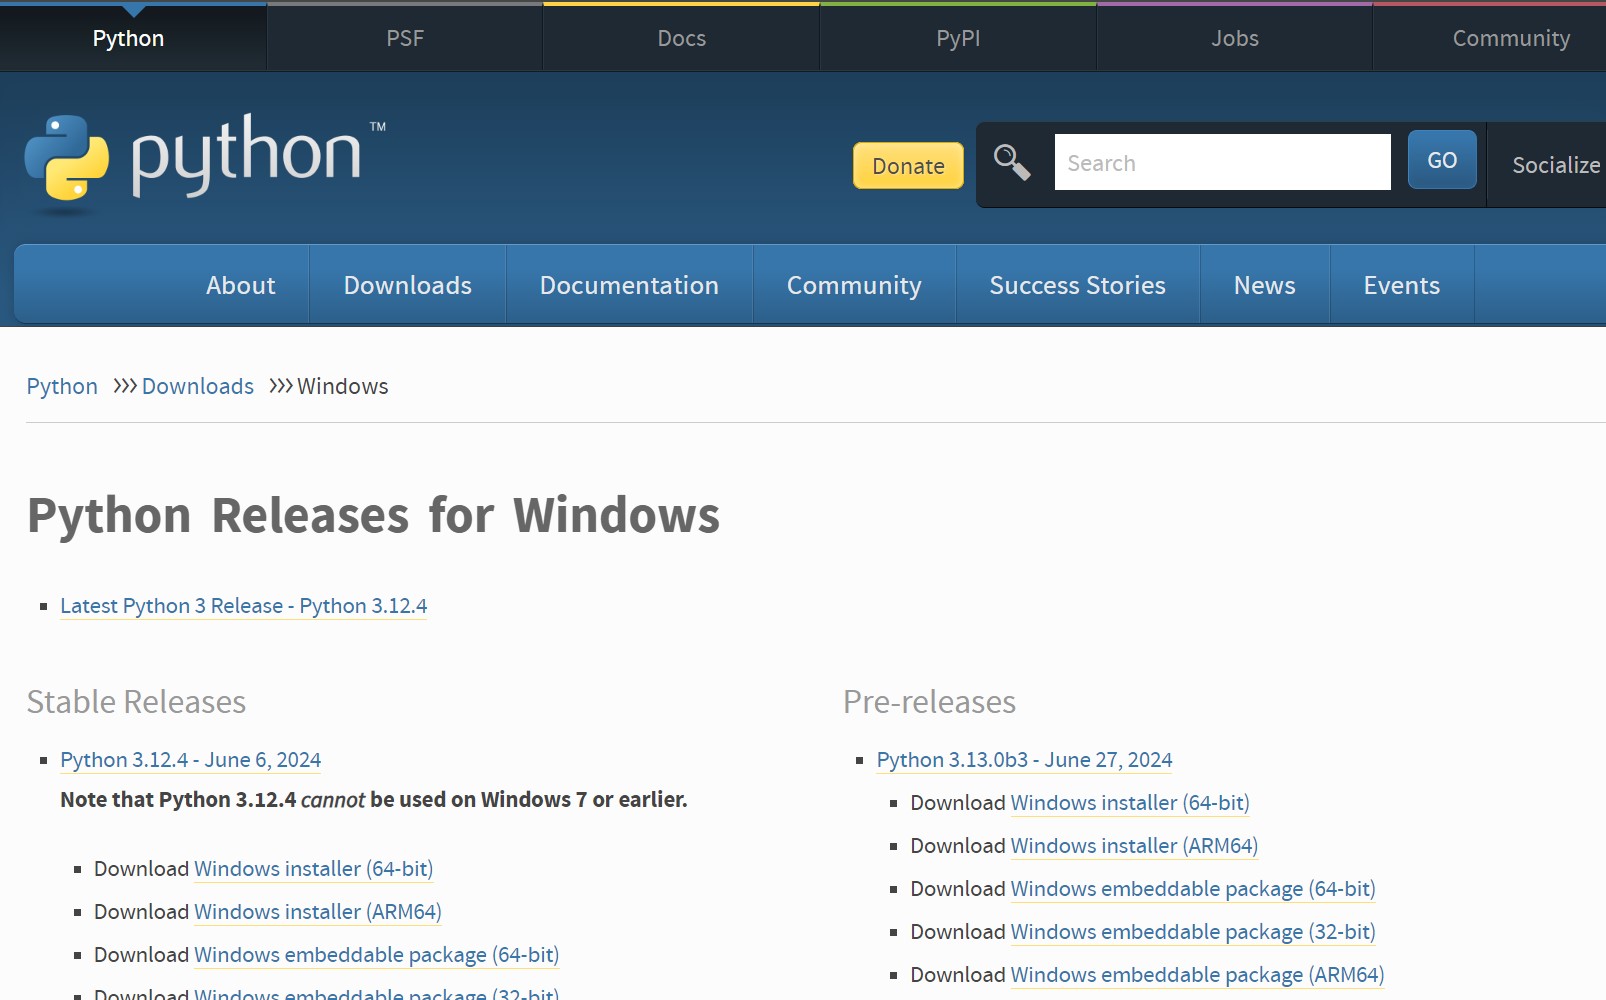 Python PSF Docs PyPI Jobs Community
python™ Donate Search GO Socialize
About Downloads Documentation Community Success Stories News Events
Python >>> Downloads >>> Windows
Python Releases for Windows
Latest Python 3 Release - Python 3.12.4
Stable Releases
Python 3.12.4 - June 6, 2024
Note that Python 3.12.4 cannot be used on Windows 7 or earlier.
Download Windows installer (64-bit)
Download Windows installer (ARM64)
Download Windows embeddable package (64-bit)
Download Windows embeddable package (32-bit)
Pre-releases
Python 3.13.0b3 - June 27, 2024
Download Windows installer (64-bit)
Download Windows installer (ARM64)
Download Windows embeddable package (64-bit)
Download Windows embeddable package (32-bit)
Download Windows embeddable package (ARM64)